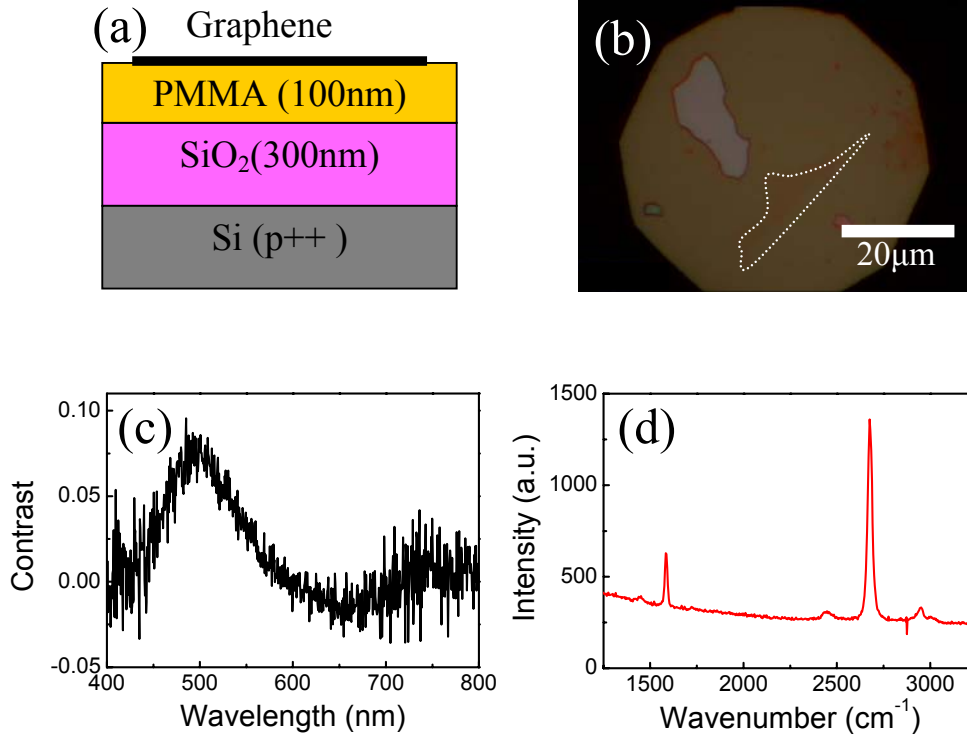 (a)
Graphene
PMMA (100nm)
SiO₂(300nm)
Si (p++ )
(b)
20μm
(c)
0.10
0.05
0.00
-0.05
400 500 600 700 800
Contrast
Wavelength (nm)
(d)
1500
1000
500
0
1500 2000 2500 3000
Intensity (a.u.)
Wavenumber (cm⁻¹)